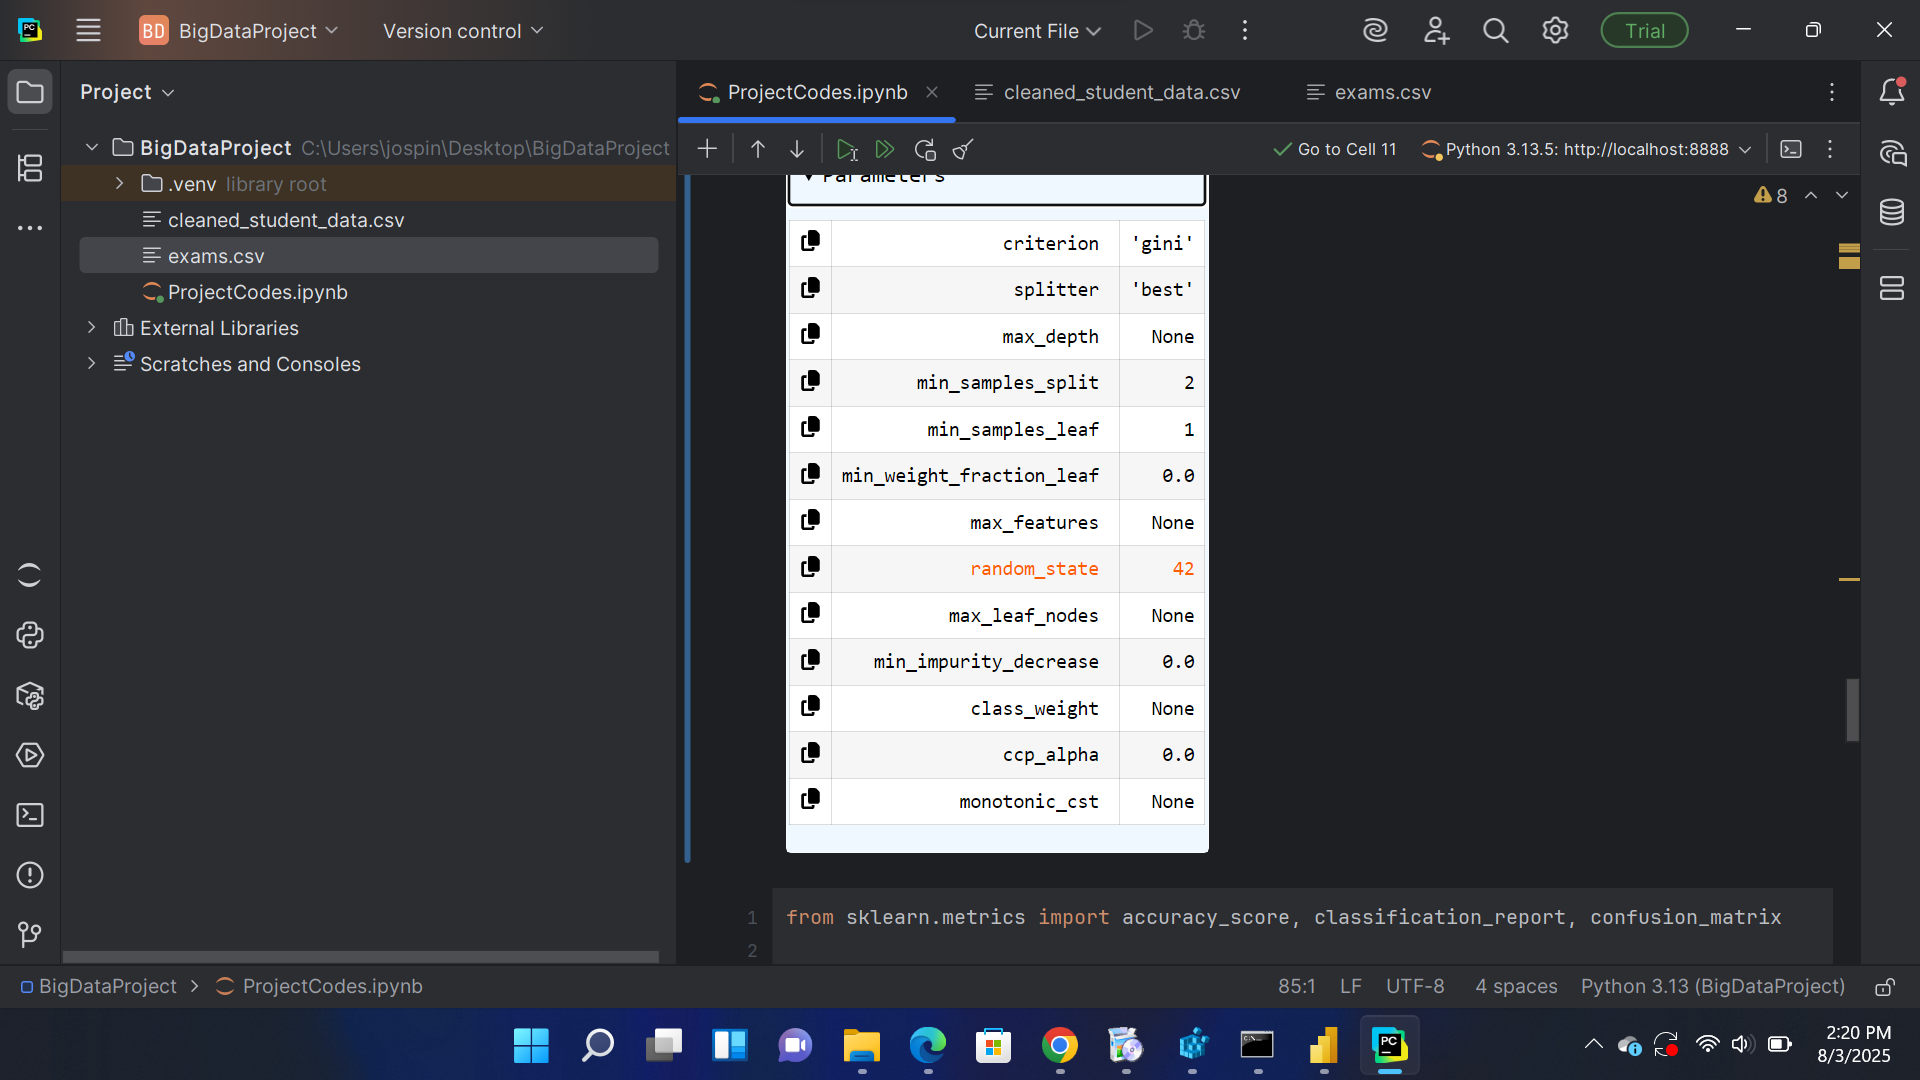 PC
BD BigDataProject
Version control
Current File
Trial
Project
ProjectCodes.ipynb
cleaned_student_data.csv
exams.csv
Go to Cell 11
Python 3.13.5: http://localhost:8888
BigDataProject C:\Users\jospin\Desktop\BigDataProject
.venv library root
cleaned_student_data.csv
exams.csv
ProjectCodes.ipynb
External Libraries
Scratches and Consoles
8
Parameters
criterion 'gini'
splitter 'best'
max_depth None
min_samples_split 2
min_samples_leaf 1
min_weight_fraction_leaf 0.0
max_features None
random_state 42
max_leaf_nodes None
min_impurity_decrease 0.0
class_weight None
ccp_alpha 0.0
monotonic_cst None
1 from sklearn.metrics import accuracy_score, classification_report, confusion_matrix
2
BigDataProject > ProjectCodes.ipynb
85:1 LF UTF-8 4 spaces Python 3.13 (BigDataProject)
PC
2:20 PM
8/3/2025